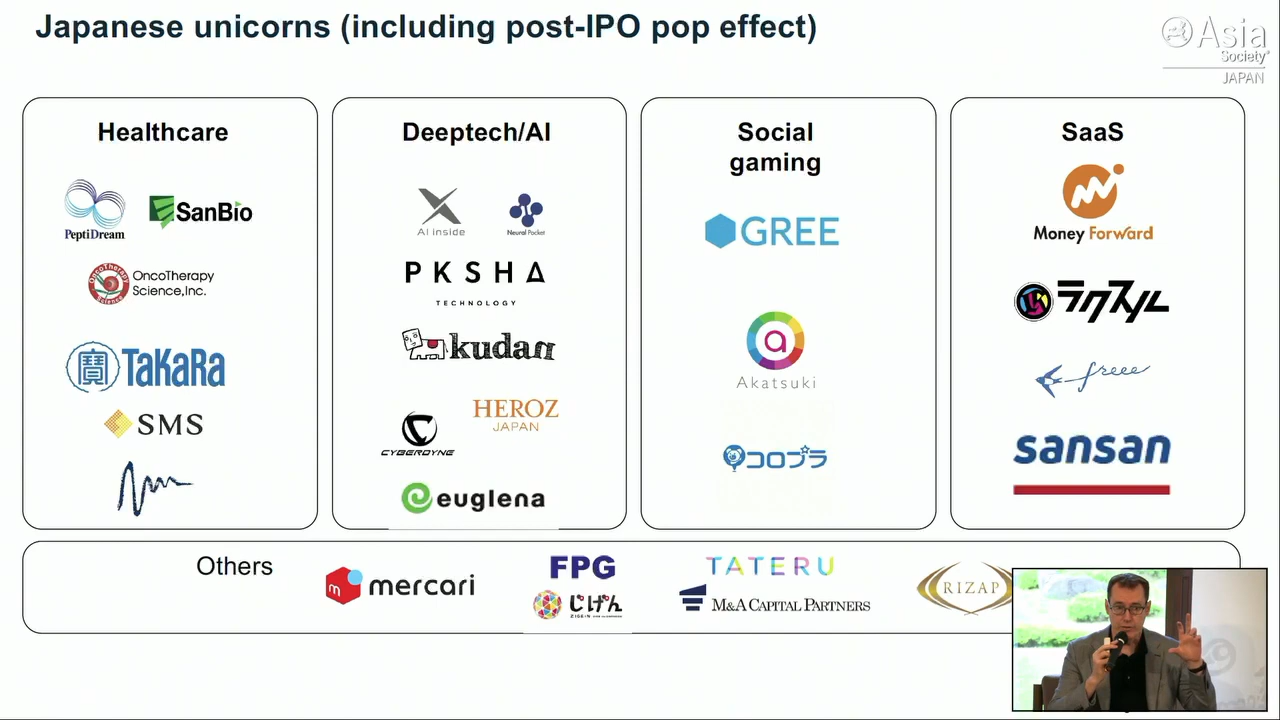 Japanese unicorns (including post-IPO pop effect)
Asia
Society
JAPAN
Healthcare
PeptiDream
SanBio
OncoTherapy
Science,Inc.
寶 TaKaRa
SMS
Deeptech/AI
AI inside
Neural Pocket
PKSHA
TECHNOLOGY
kudan
CYBERDYNE
HEROZ
JAPAN
euglena
Social
gaming
GREE
a
Akatsuki
コロプラ
SaaS
Money Forward
ラクスル
freee
sansan
Others
m mercari
FPG
じげん
ZIGExN
TATERU
M&A CAPITAL PARTNERS
RIZAP